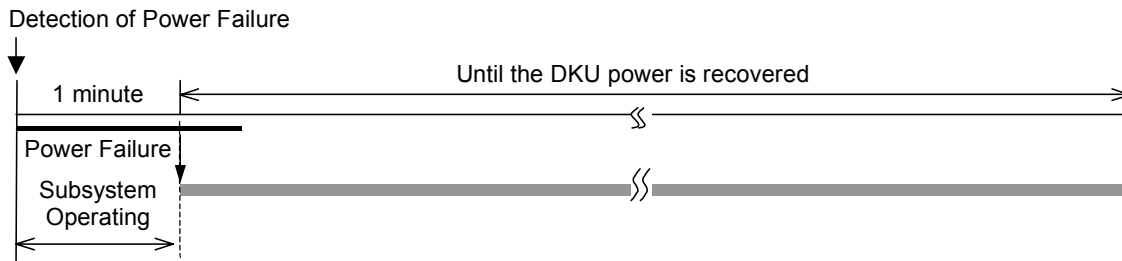 Detection of Power Failure
1 minute
Until the DKU power is recovered
Power Failure
Subsystem
Operating